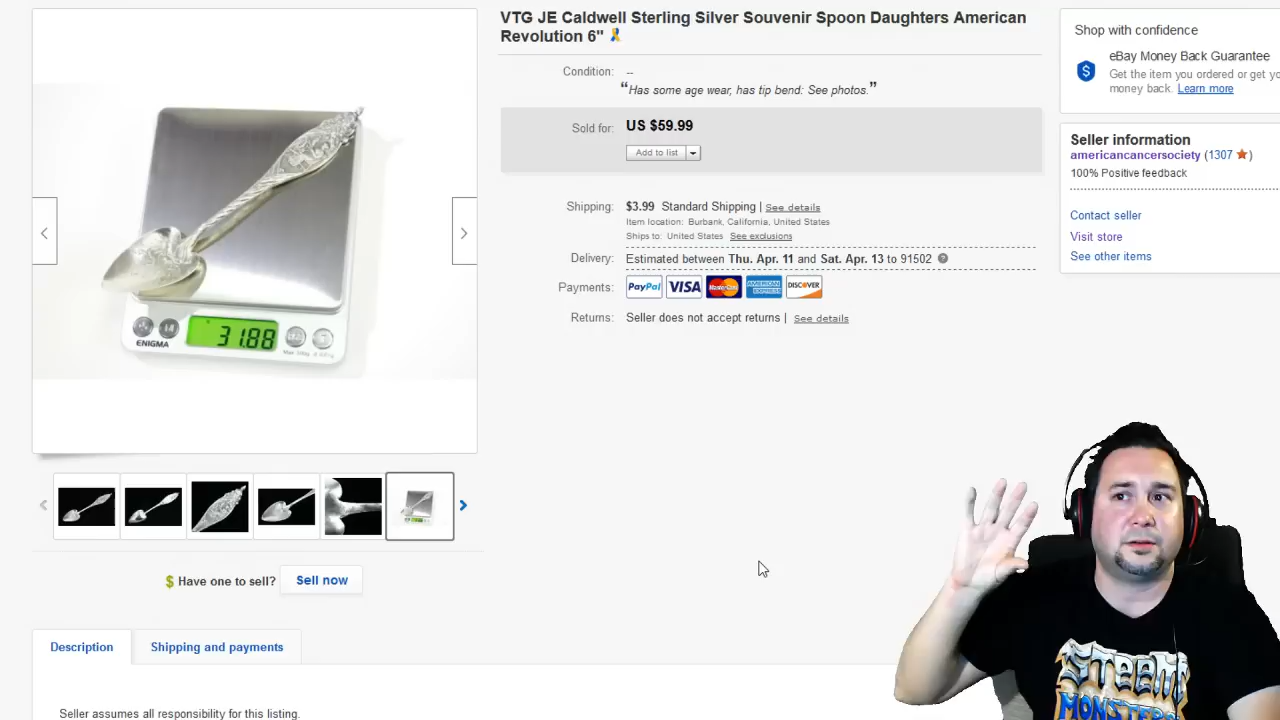 VTG JE Caldwell Sterling Silver Souvenir Spoon Daughters American
Revolution 6"
Condition: --
“Has some age wear, has tip bend: See photos.”
Sold for: US $59.99
Add to list
Shipping: $3.99 Standard Shipping | See details
Item location: Burbank, California, United States
Ships to: United States See exclusions
Delivery: Estimated between Thu. Apr. 11 and Sat. Apr. 13 to 91502
Payments: PayPal VISA MasterCard AMERICAN EXPRESS DISCOVER
Returns: Seller does not accept returns | See details
Shop with confidence
eBay Money Back Guarantee
Get the item you ordered or get yo
money back. Learn more
Seller information
americancancersociety (1307 )
100% Positive feedback
Contact seller
Visit store
See other items
31.88
ENIGMA
$ Have one to sell? Sell now
Description
Shipping and payments
Seller assumes all responsibility for this listing.
STEEM
MONSTERS